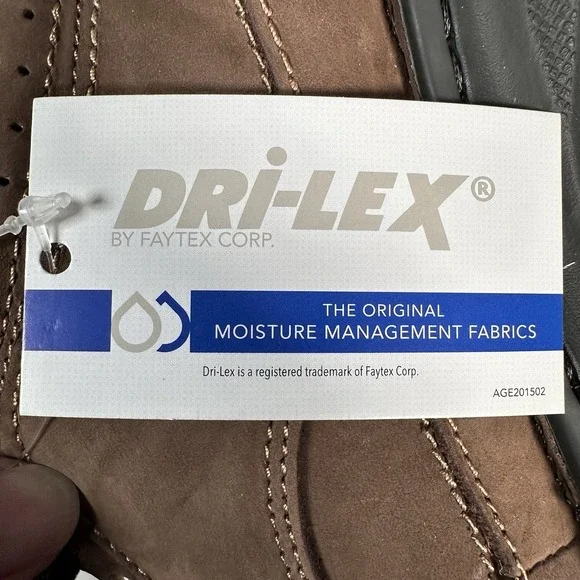 DRi-LEX®
BY FAYTEX CORP.
THE ORIGINAL
MOISTURE MANAGEMENT FABRICS
Dri-Lex is a registered trademark of Faytex Corp.
AGE201502